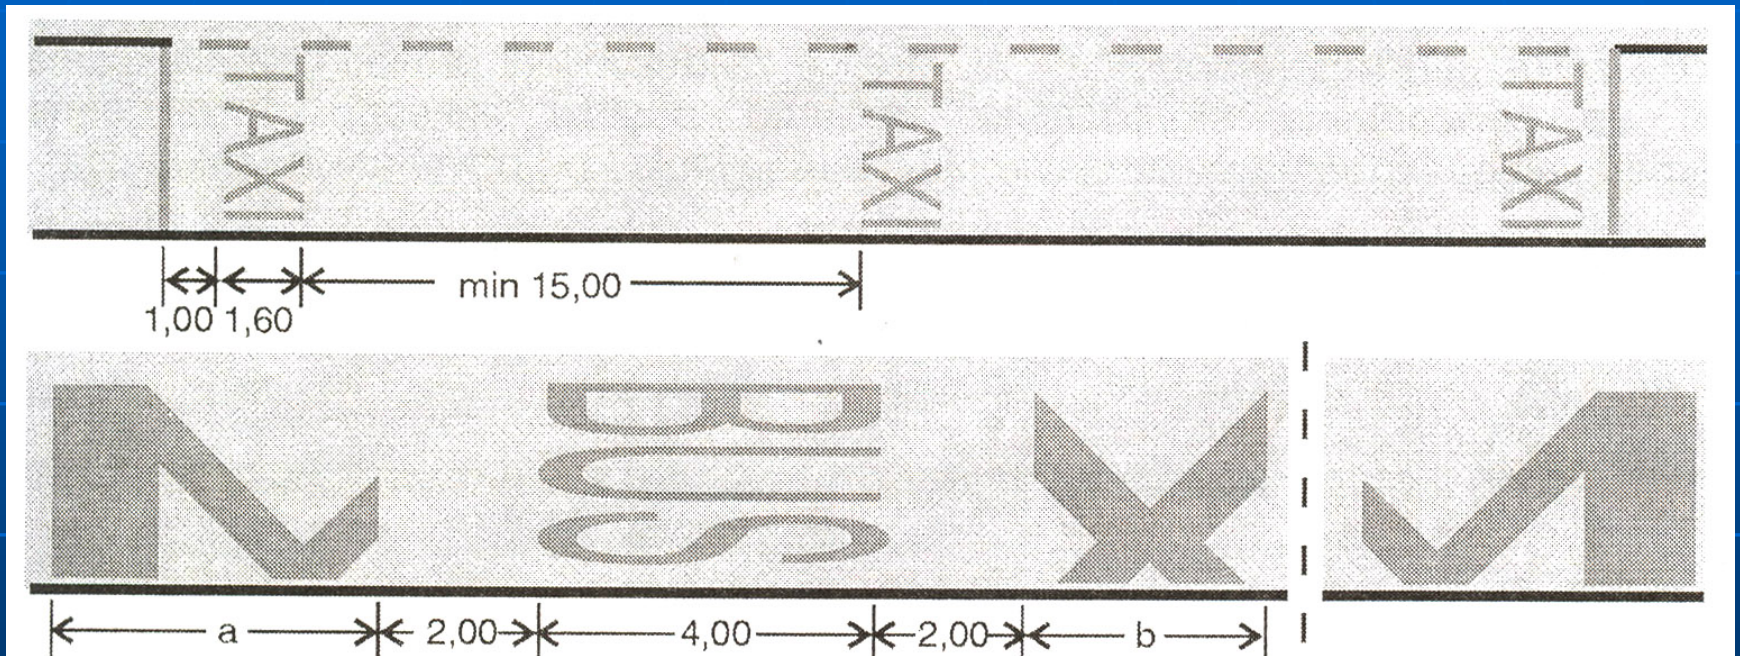 TAXI TAXI TAXI
min 15,00
1,00 1,60
BUS
a 2,00 4,00 2,00 b